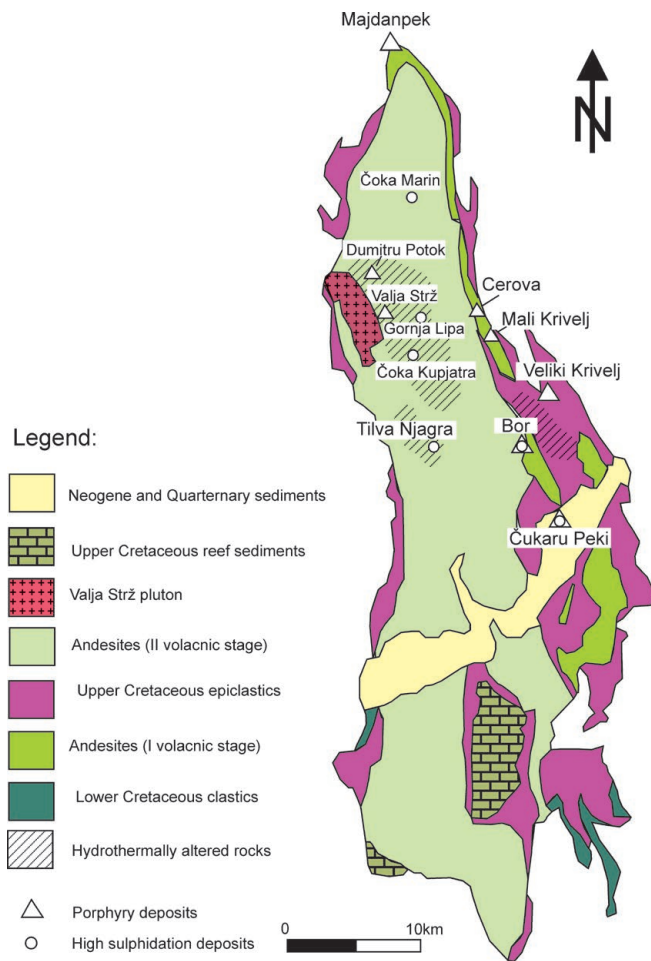 Majdanpek
N
Čoka Marin
Dumitru Potok
Valja Strž
Cerova
Gornja Lipa
Mali Krivelj
Čoka Kupjatra
Veliki Krivelj
Tilva Njagra
Bor
Čukaru Peki
Legend:
Neogene and Quarternary sediments
Upper Cretaceous reef sediments
Valja Strž pluton
Andesites (II volacnic stage)
Upper Cretaceous epiclastics
Andesites (I volacnic stage)
Lower Cretaceous clastics
Hydrothermally altered rocks
Porphyry deposits
High sulphidation deposits
0 10km